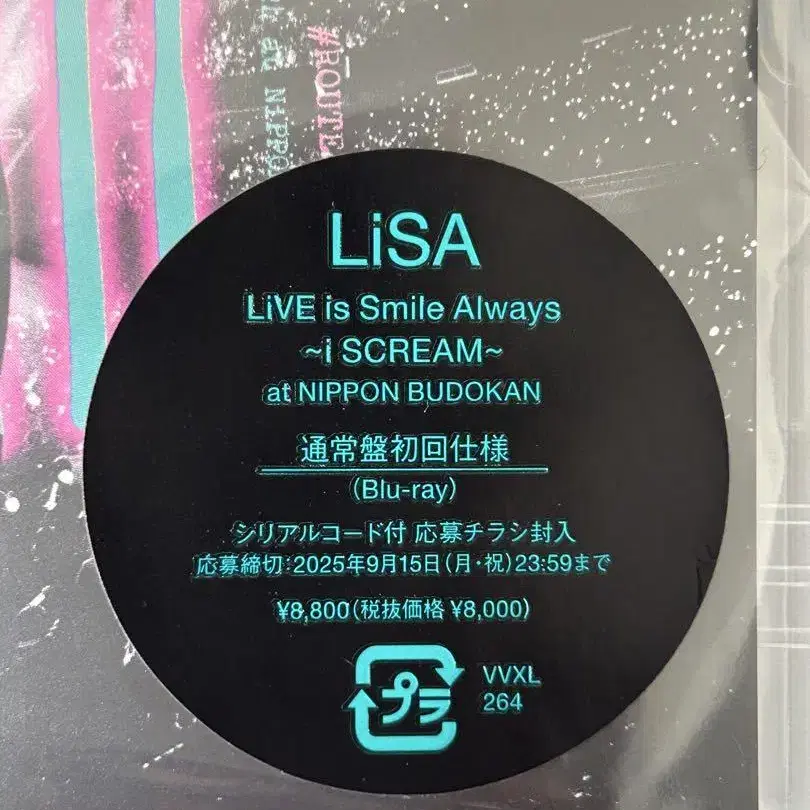 #ROUTE
at NIPPO
LiSA
LiVE is Smile Always
~i SCREAM~
at NIPPON BUDOKAN
通常盤初回仕様
(Blu-ray)
シリアルコード付 応募チラシ封入
応募締切:2025年9月15日(月・祝)23:59まで
¥8,800(税抜価格 ¥8,000)
プラ
VVXL
264